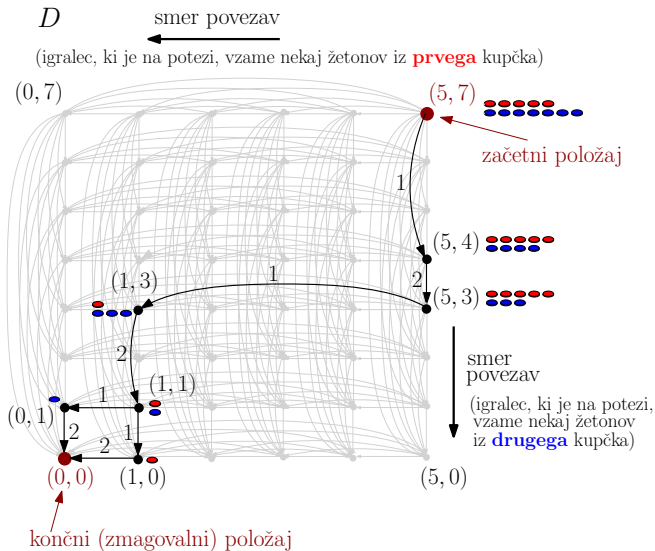 D
smer povezav
(igralec, ki je na potezi, vzame nekaj žetonov iz prvega kupčka)
(0, 7)
(5, 7)
začetni položaj
1
(5, 4)
2
(5, 3)
1
(1, 3)
2
smer
povezav
(igralec, ki je na potezi,
vzame nekaj žetonov
iz drugega kupčka)
(1, 1)
1
(0, 1)
2
1
2
(0, 0)
(1, 0)
(5, 0)
končni (zmagovalni) položaj